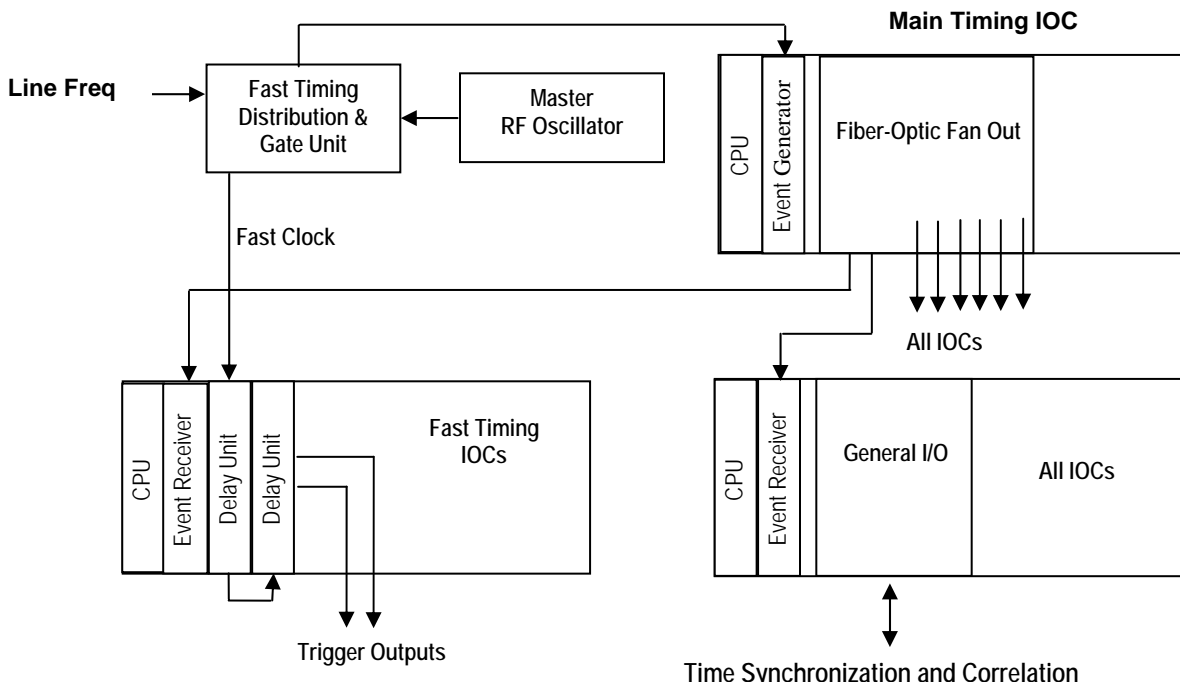 Main Timing IOC
Line Freq
Fast Timing
Distribution &
Gate Unit
Master
RF Oscillator
CPU
Event Generator
Fiber-Optic Fan Out
Fast Clock
All IOCs
CPU
Event Receiver
Delay Unit
Delay Unit
Fast Timing
IOCs
Trigger Outputs
CPU
Event Receiver
General I/O
All IOCs
Time Synchronization and Correlation